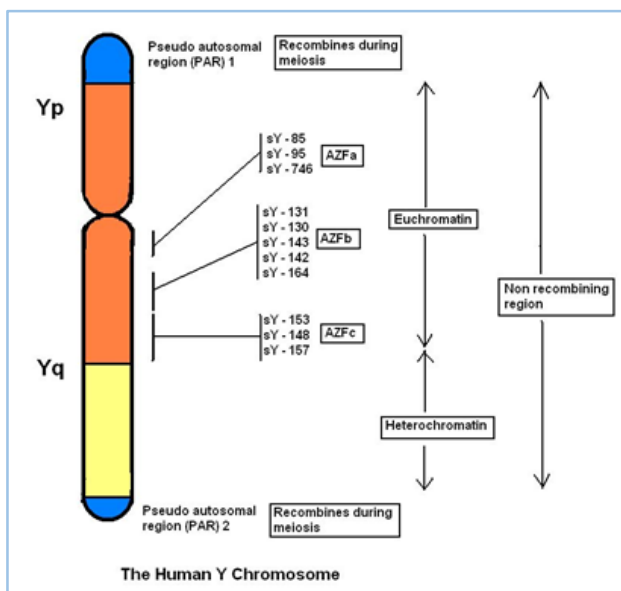 Pseudo autosomal
region (PAR) 1
Recombines during
meiosis
Yp
sY - 85
sY - 95
sY - 746
AZFa
sY - 131
sY - 130
sY - 143
sY - 142
sY - 164
AZFb
Euchromatin
Non recombining
region
sY - 153
sY - 148
sY - 157
AZFc
Yq
Heterochromatin
Pseudo autosomal
region (PAR) 2
Recombines during
meiosis
The Human Y Chromosome